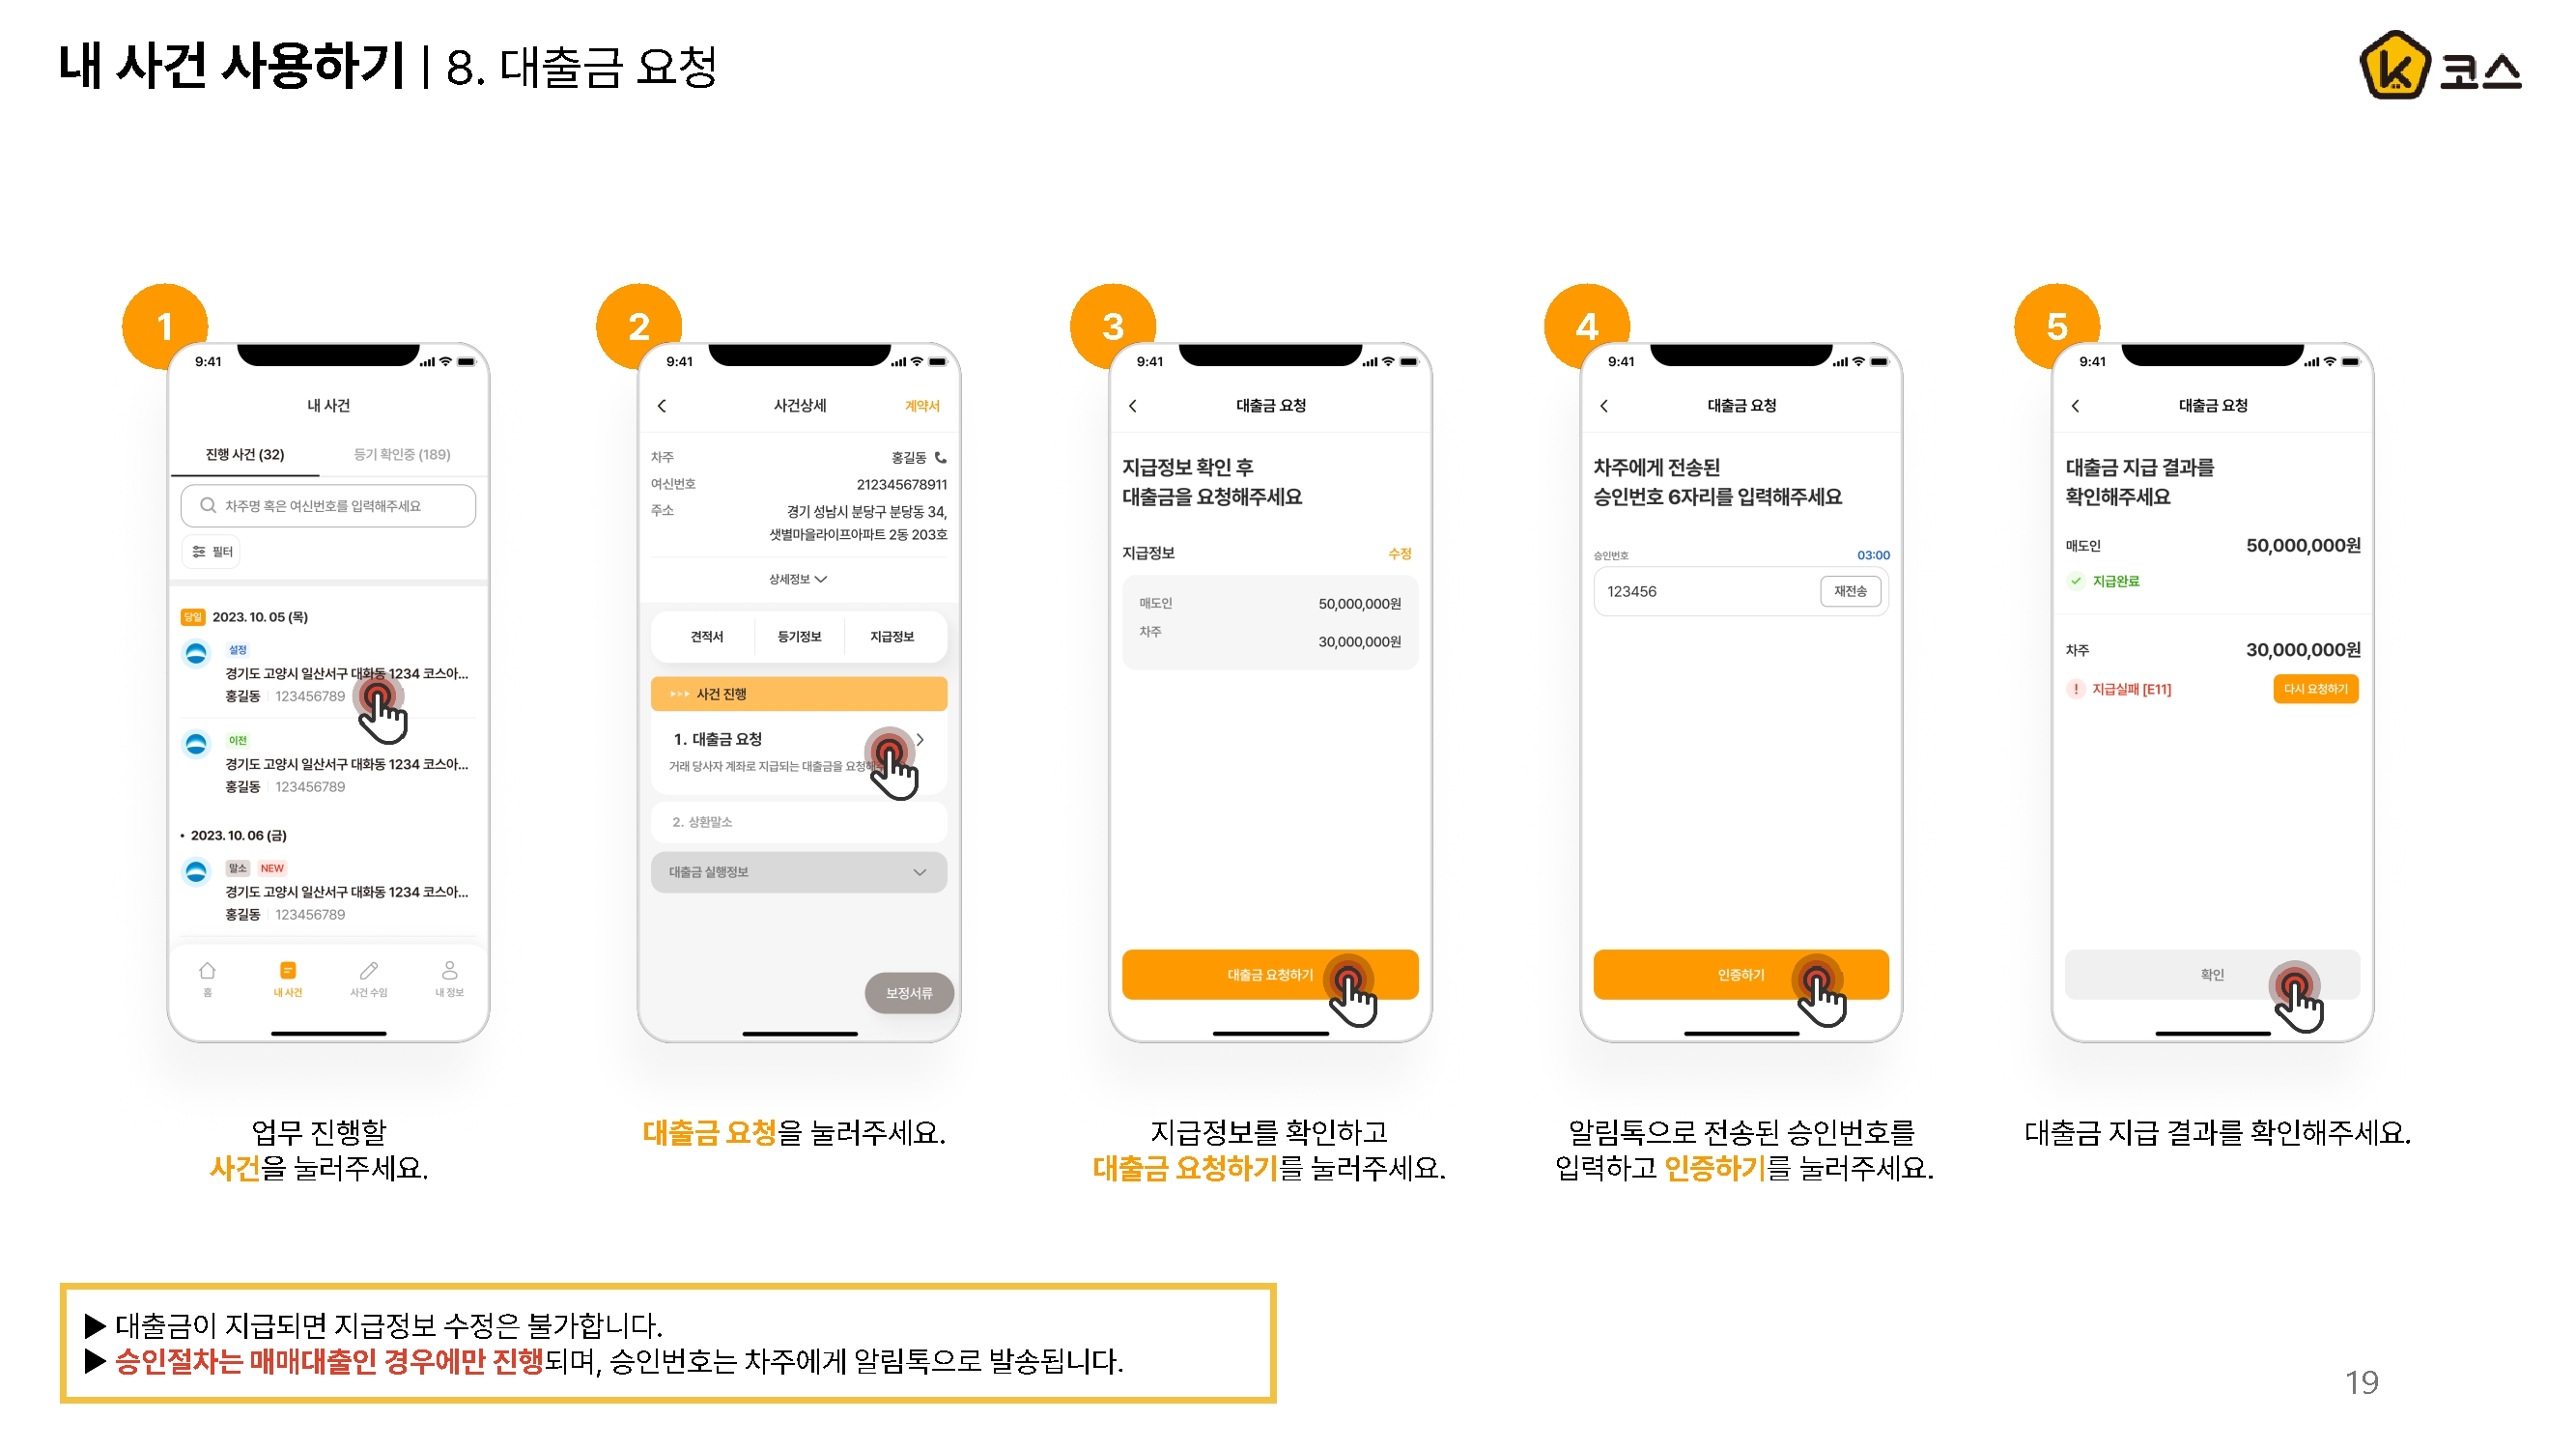 내 사건 사용하기 | 8. 대출금 요청
코스
1
9:41
내 사건
진행 사건 (32)
등기 확인중 (189)
차주명 혹은 여신번호를 입력해주세요
필터
당일 2023. 10. 05 (목)
설정
경기도 고양시 일산서구 대화동 1234 코스아...
홍길동 | 123456789
이전
경기도 고양시 일산서구 대화동 1234 코스아...
홍길동 | 123456789
• 2023. 10. 06 (금)
말소 NEW
경기도 고양시 일산서구 대화동 1234 코스아...
홍길동 | 123456789
홈 내 사건 사건 수임 내 정보
업무 진행할
사건을 눌러주세요.
2
9:41
사건상세 계약서
차주 홍길동
여신번호 212345678911
주소 경기 성남시 분당구 분당동 34,
샛별마을라이프아파트 2동 203호
상세정보
견적서 등기정보 지급정보
사건 진행
1. 대출금 요청
거래 당사자 계좌로 지급되는 대출금을 요청해
2. 상환말소
대출금 실행정보
보정서류
대출금 요청을 눌러주세요.
3
9:41
대출금 요청
지급정보 확인 후
대출금을 요청해주세요
지급정보 수정
매도인 50,000,000원
차주 30,000,000원
대출금 요청하기
지급정보를 확인하고
대출금 요청하기를 눌러주세요.
4
9:41
대출금 요청
차주에게 전송된
승인번호 6자리를 입력해주세요
승인번호 03:00
123456 재전송
인증하기
알림톡으로 전송된 승인번호를
입력하고 인증하기를 눌러주세요.
5
9:41
대출금 요청
대출금 지급 결과를
확인해주세요
매도인 50,000,000원
지급완료
차주 30,000,000원
지급실패 [E11] 다시 요청하기
확인
대출금 지급 결과를 확인해주세요.
▶ 대출금이 지급되면 지급정보 수정은 불가합니다.
▶ 승인절차는 매매대출인 경우에만 진행되며, 승인번호는 차주에게 알림톡으로 발송됩니다.
19